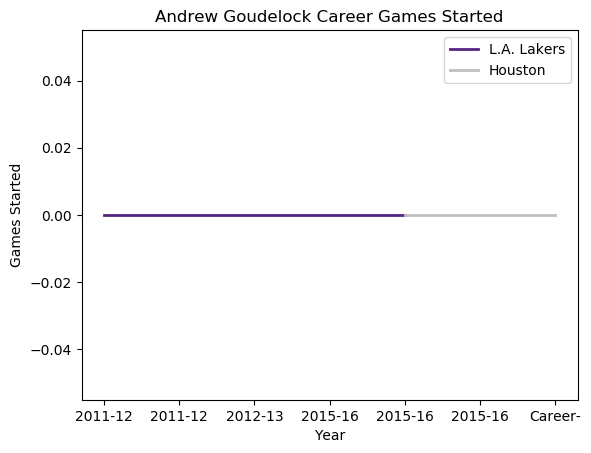 Andrew Goudelock Career Games Started
L.A. Lakers
Houston
0.04
0.02
0.00
−0.02
−0.04
Games Started
2011-12 2011-12 2012-13 2015-16 2015-16 2015-16 Career-
Year